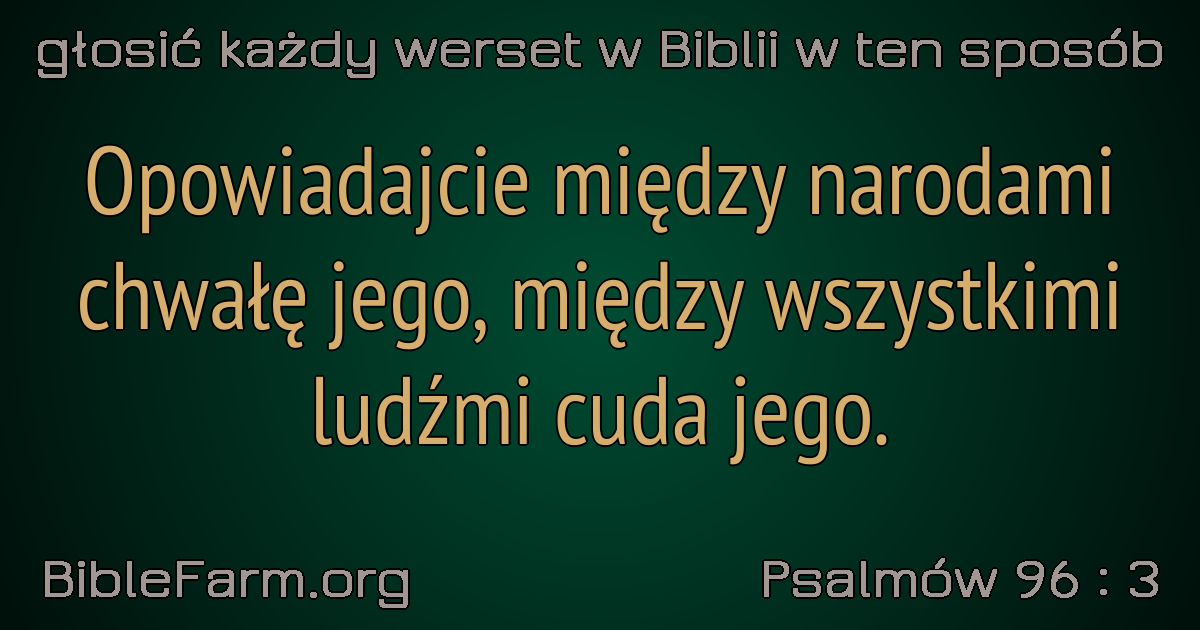 głosić każdy werset w Biblii w ten sposób
Opowiadajcie między narodami
chwałę jego, między wszystkimi
ludźmi cuda jego.
BibleFarm.org
Psalmów 96 : 3